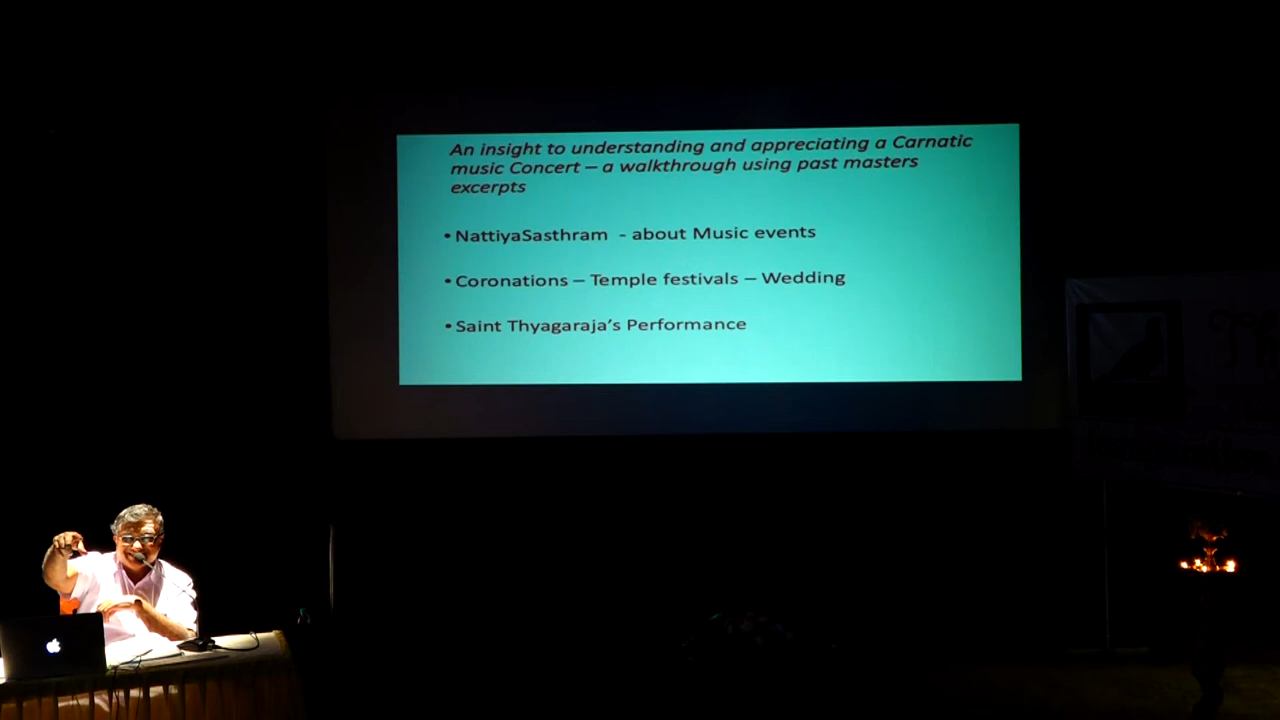 An insight to understanding and appreciating a Carnatic
music Concert – a walkthrough using past masters
excerpts
• NattiyaSasthram - about Music events
• Coronations – Temple festivals – Wedding
• Saint Thyagaraja's Performance